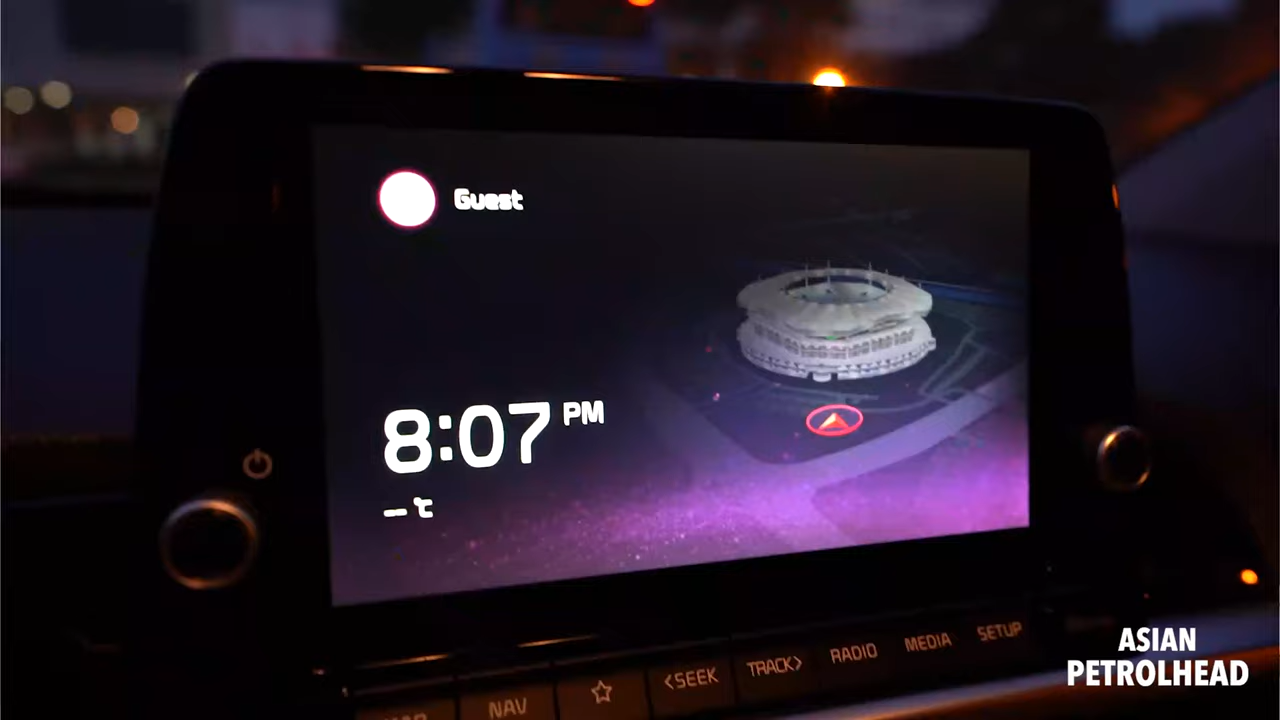 Guest
8:07 PM
-- ℃
NAV
<SEEK
TRACK>
RADIO
MEDIA
SETUP
ASIAN
PETROLHEAD